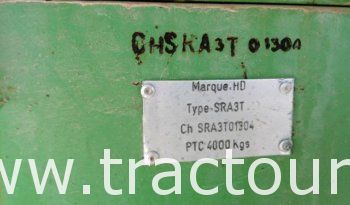 CHSRA3T 01304
Marque.HD
Type-SRA3T
Ch SRA3T01304
PTC 4000 Kgs
www.tractour